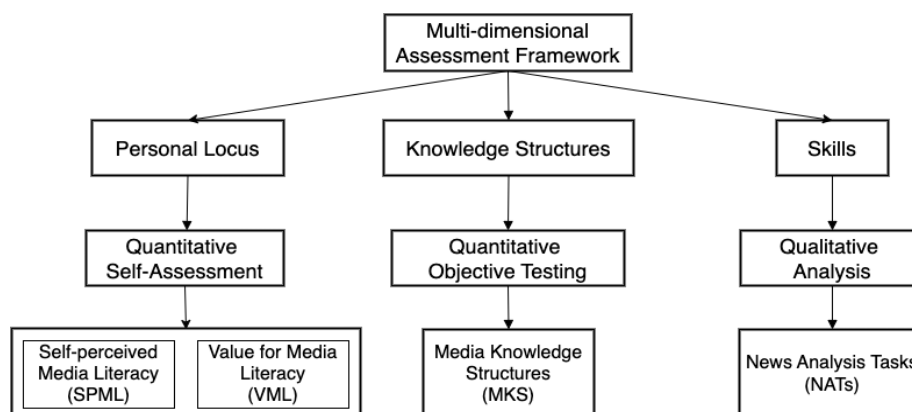 Multi-dimensional
Assessment Framework
Personal Locus
Knowledge Structures
Skills
Quantitative
Self-Assessment
Quantitative
Objective Testing
Qualitative
Analysis
Self-perceived
Media Literacy
(SPML)
Value for Media
Literacy
(VML)
Media Knowledge
Structures
(MKS)
News Analysis Tasks
(NATs)